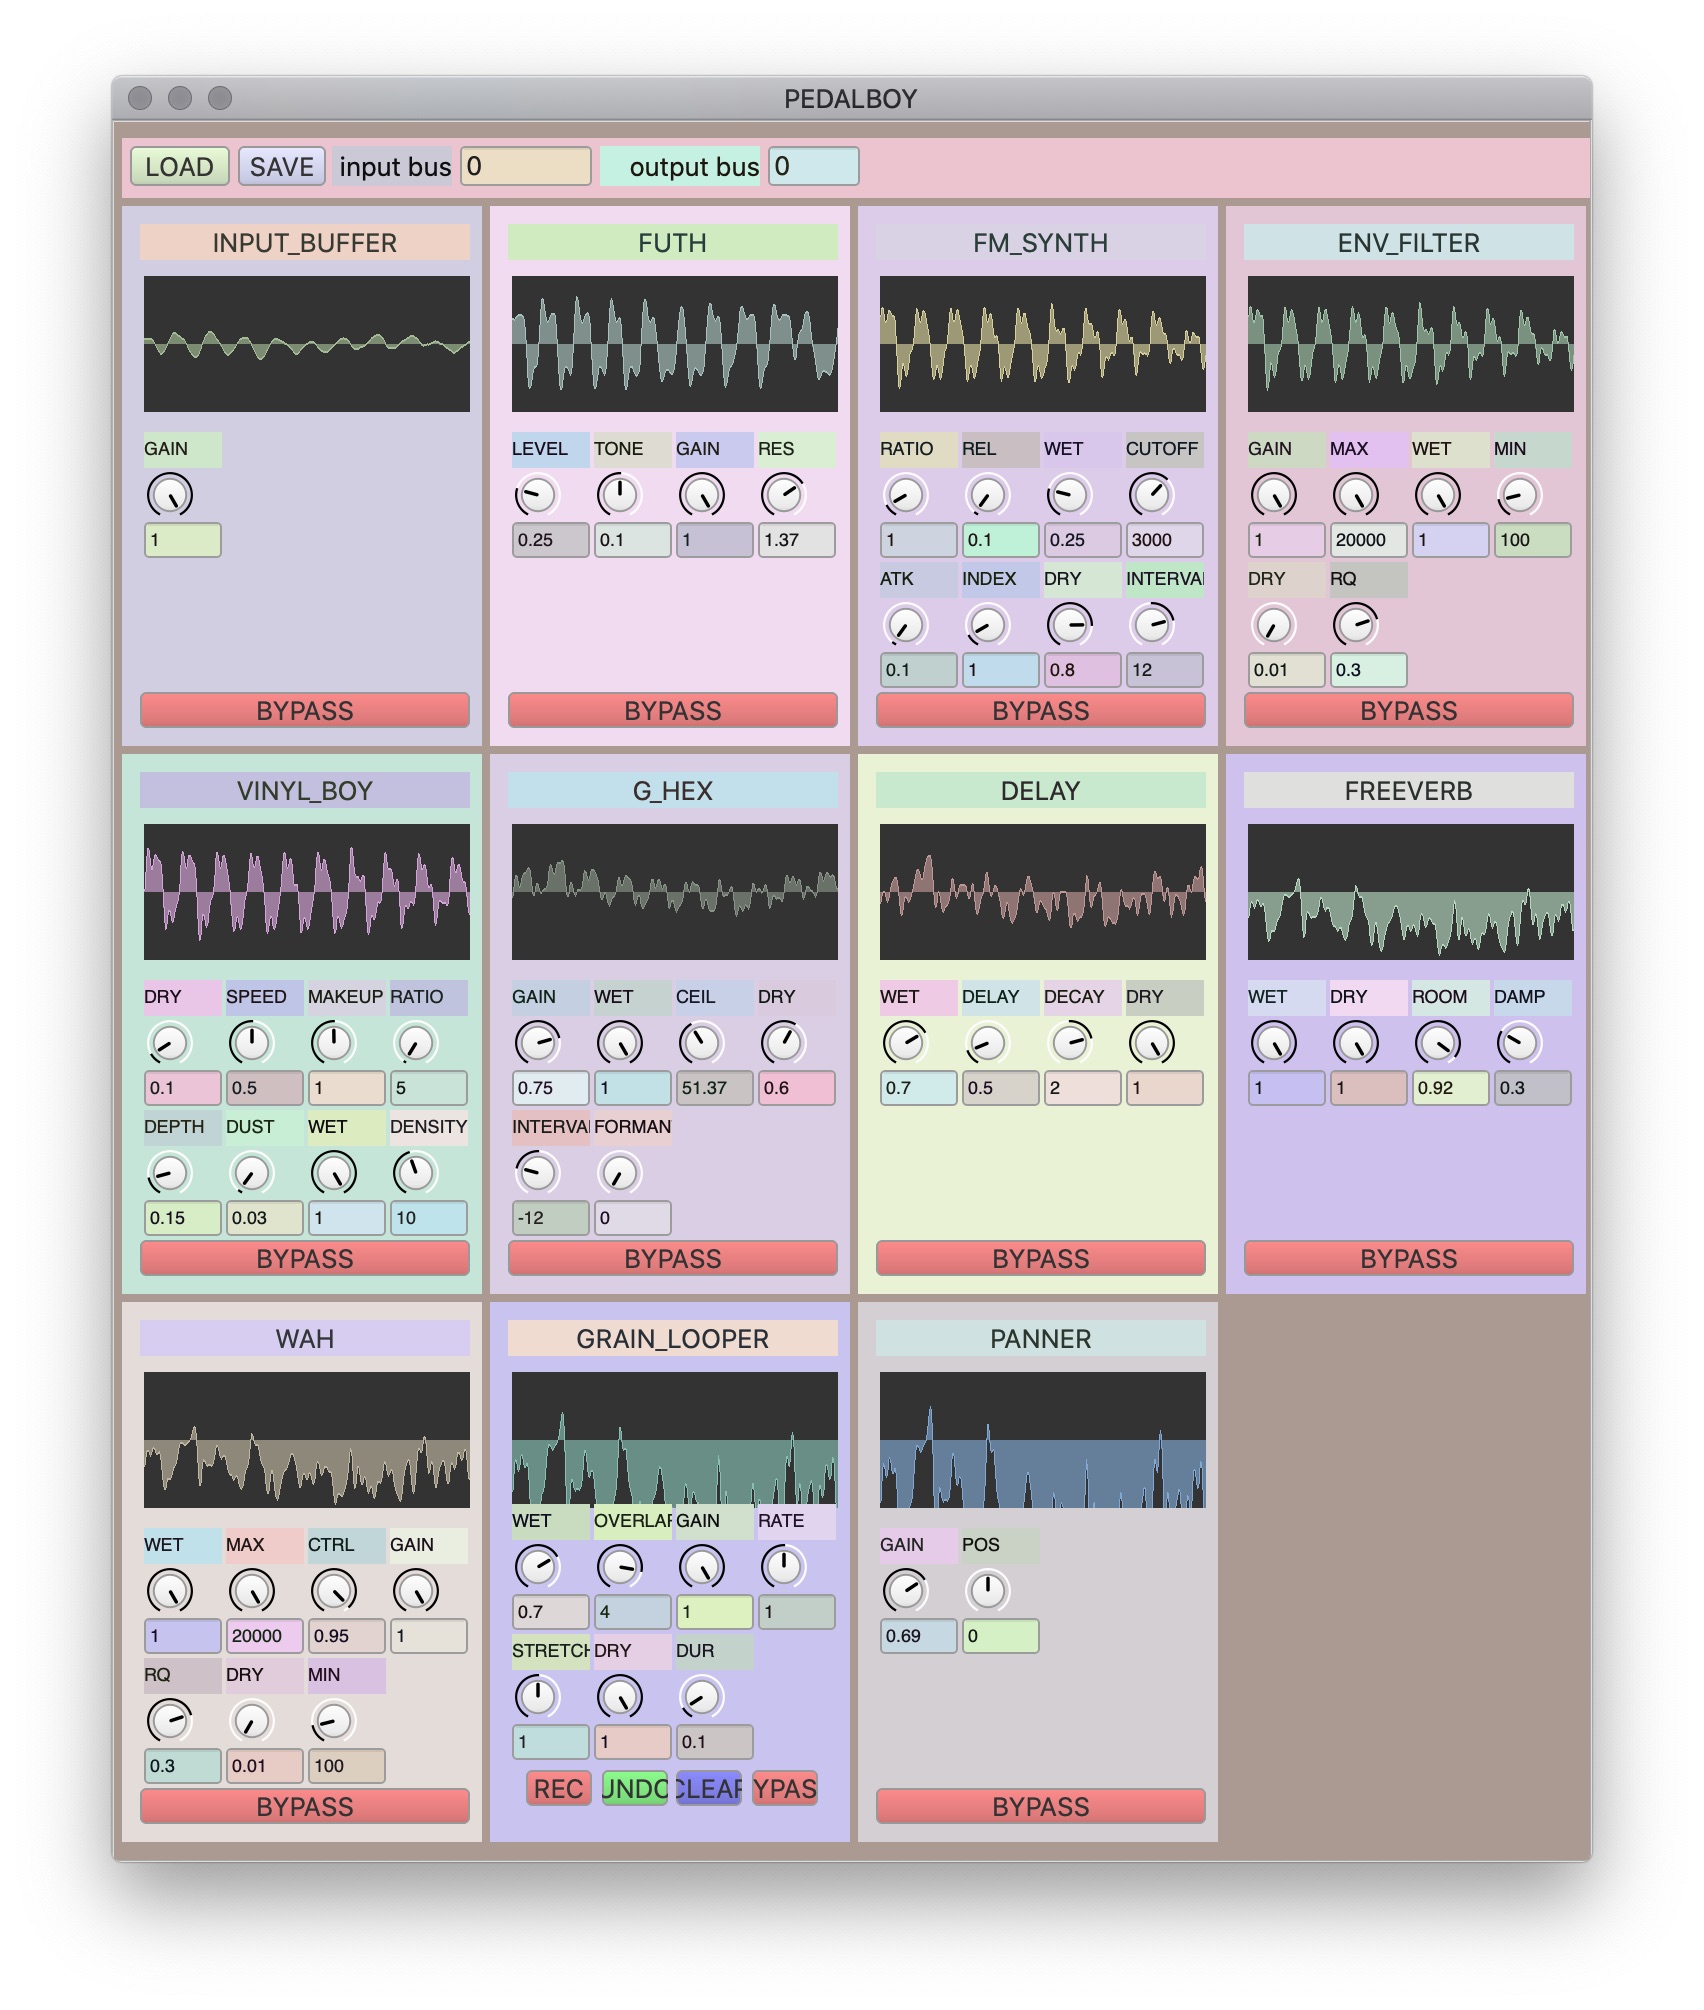 PEDALBOY
LOAD SAVE input bus 0 output bus 0
INPUT_BUFFER
GAIN
1
BYPASS
FUTH
LEVEL TONE GAIN RES
0.25 0.1 1 1.37
BYPASS
FM_SYNTH
RATIO REL WET CUTOFF
1 0.1 0.25 3000
ATK INDEX DRY INTERVAL
0.1 1 0.8 12
BYPASS
ENV_FILTER
GAIN MAX WET MIN
1 20000 1 100
DRY RQ
0.01 0.3
BYPASS
VINYL_BOY
DRY SPEED MAKEUP RATIO
0.1 0.5 1 5
DEPTH DUST WET DENSITY
0.15 0.03 1 10
BYPASS
G_HEX
GAIN WET CEIL DRY
0.75 1 51.37 0.6
INTERVAL FORMAN
-12 0
BYPASS
DELAY
WET DELAY DECAY DRY
0.7 0.5 2 1
BYPASS
FREEVERB
WET DRY ROOM DAMP
1 1 0.92 0.3
BYPASS
WAH
WET MAX CTRL GAIN
1 20000 0.95 1
RQ DRY MIN
0.3 0.01 100
BYPASS
GRAIN_LOOPER
WET OVERLAP GAIN RATE
0.7 4 1 1
STRETCH DRY DUR
1 1 0.1
REC UNDO CLEAR YPAS
PANNER
GAIN POS
0.69 0
BYPASS